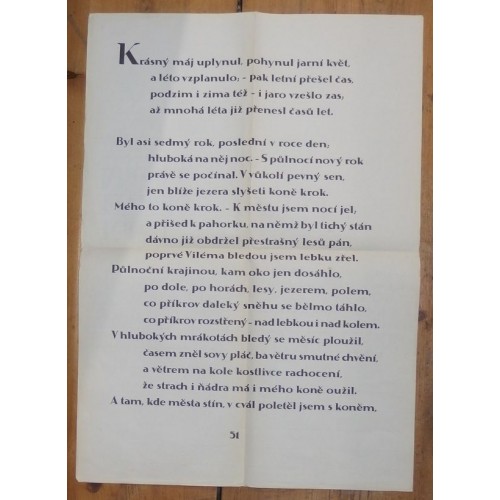 Krásný máj uplynul, pohynul jarní květ,
a léto vzplanulo; - pak letní přešel čas,
podzim i zima též - i jaro vzešlo zas;
až mnohá léta již přenesl časů let.
Byl asi sedmý rok, poslední v roce den;
hluboká na něj noc. - S půlnocí nový rok
právě se počínal. V vůkolí pevný sen,
jen blíže jezera slyšeti koně krok.
Mého to koně krok. - K městu jsem nocí jel;
a přišed k pahorku, na němž byl tichý stán
dávno již obdržel přestrašný lesů pán,
poprvé Viléma bledou jsem lebku zřel.
Půlnoční krajinou, kam oko jen dosáhlo,
po dole, po horách, lesy, jezerem, polem,
co příkrov daleký sněhu se bělmo táhlo,
co příkrov rozstřený - nad lebkou i nad kolem.
V hlubokých mrákotách bledý se měsíc ploužil,
časem zněl sovy pláč, ba větru smutné chvění,
a větrem na kole kostlivce rachocení,
že strach i ňádra má i mého koně oužil.
A tam, kde města stín, v cvál poletěl jsem s koněm,
51